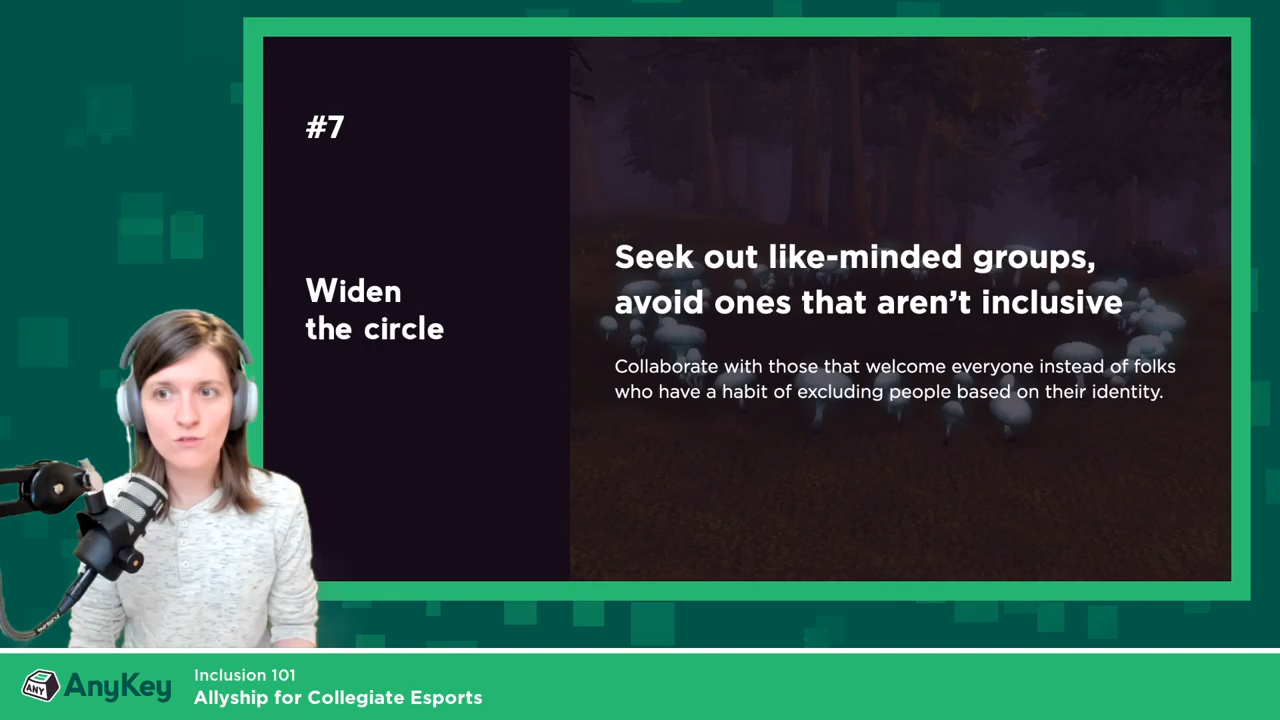 #7
Widen
the circle
Seek out like-minded groups,
avoid ones that aren’t inclusive
Collaborate with those that welcome everyone instead of folks
who have a habit of excluding people based on their identity.
ANY
AnyKey
Inclusion 101
Allyship for Collegiate Esports